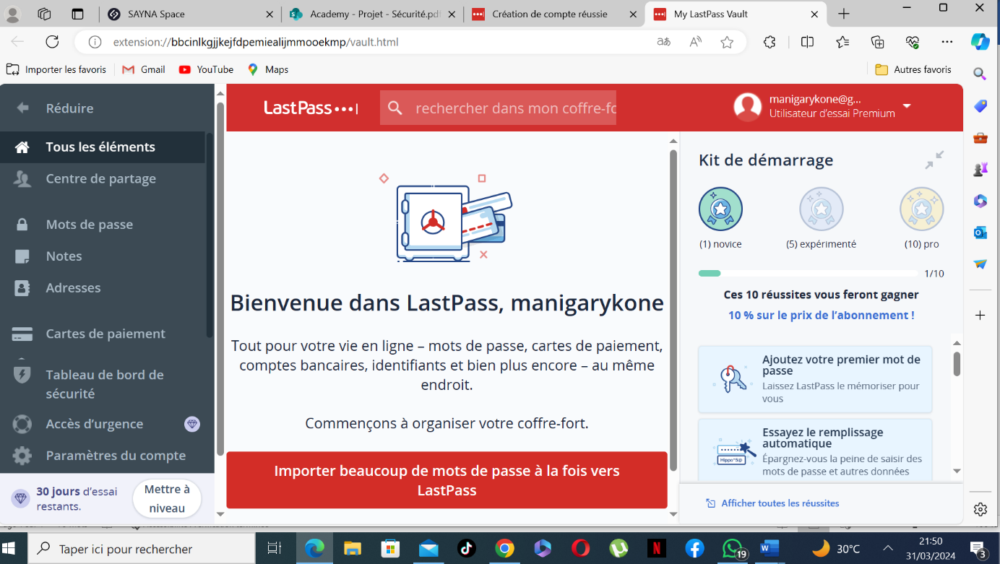 SAYNA Space
Academy - Projet - Sécurité.pdf
Création de compte réussie
My LastPass Vault
extension://bbcinlkgjjkejfdpemiealijmmooekmp/vault.html
Importer les favoris
Gmail
YouTube
Maps
Autres favoris
Réduire
Tous les éléments
Centre de partage
Mots de passe
Notes
Adresses
Cartes de paiement
Tableau de bord de
sécurité
Accès d'urgence
Paramètres du compte
30 jours d'essai
restants.
Mettre à
niveau
LastPass
rechercher dans mon coffre-fo
manigarykone@g...
Utilisateur d'essai Premium
Bienvenue dans LastPass, manigarykone
Tout pour votre vie en ligne – mots de passe, cartes de paiement,
comptes bancaires, identifiants et bien plus encore – au même
endroit.
Commençons à organiser votre coffre-fort.
Importer beaucoup de mots de passe à la fois vers
LastPass
Kit de démarrage
(1) novice
(5) expérimenté
(10) pro
1/10
Ces 10 réussites vous feront gagner
10 % sur le prix de l'abonnement !
Ajoutez votre premier mot de
passe
Laissez LastPass le mémoriser pour
vous
Essayez le remplissage
automatique
Épargnez-vous la peine de saisir des
mots de passe et autres données
Hippo*5@
Afficher toutes les réussites
Taper ici pour rechercher
19
30°C
21:50
31/03/2024
3